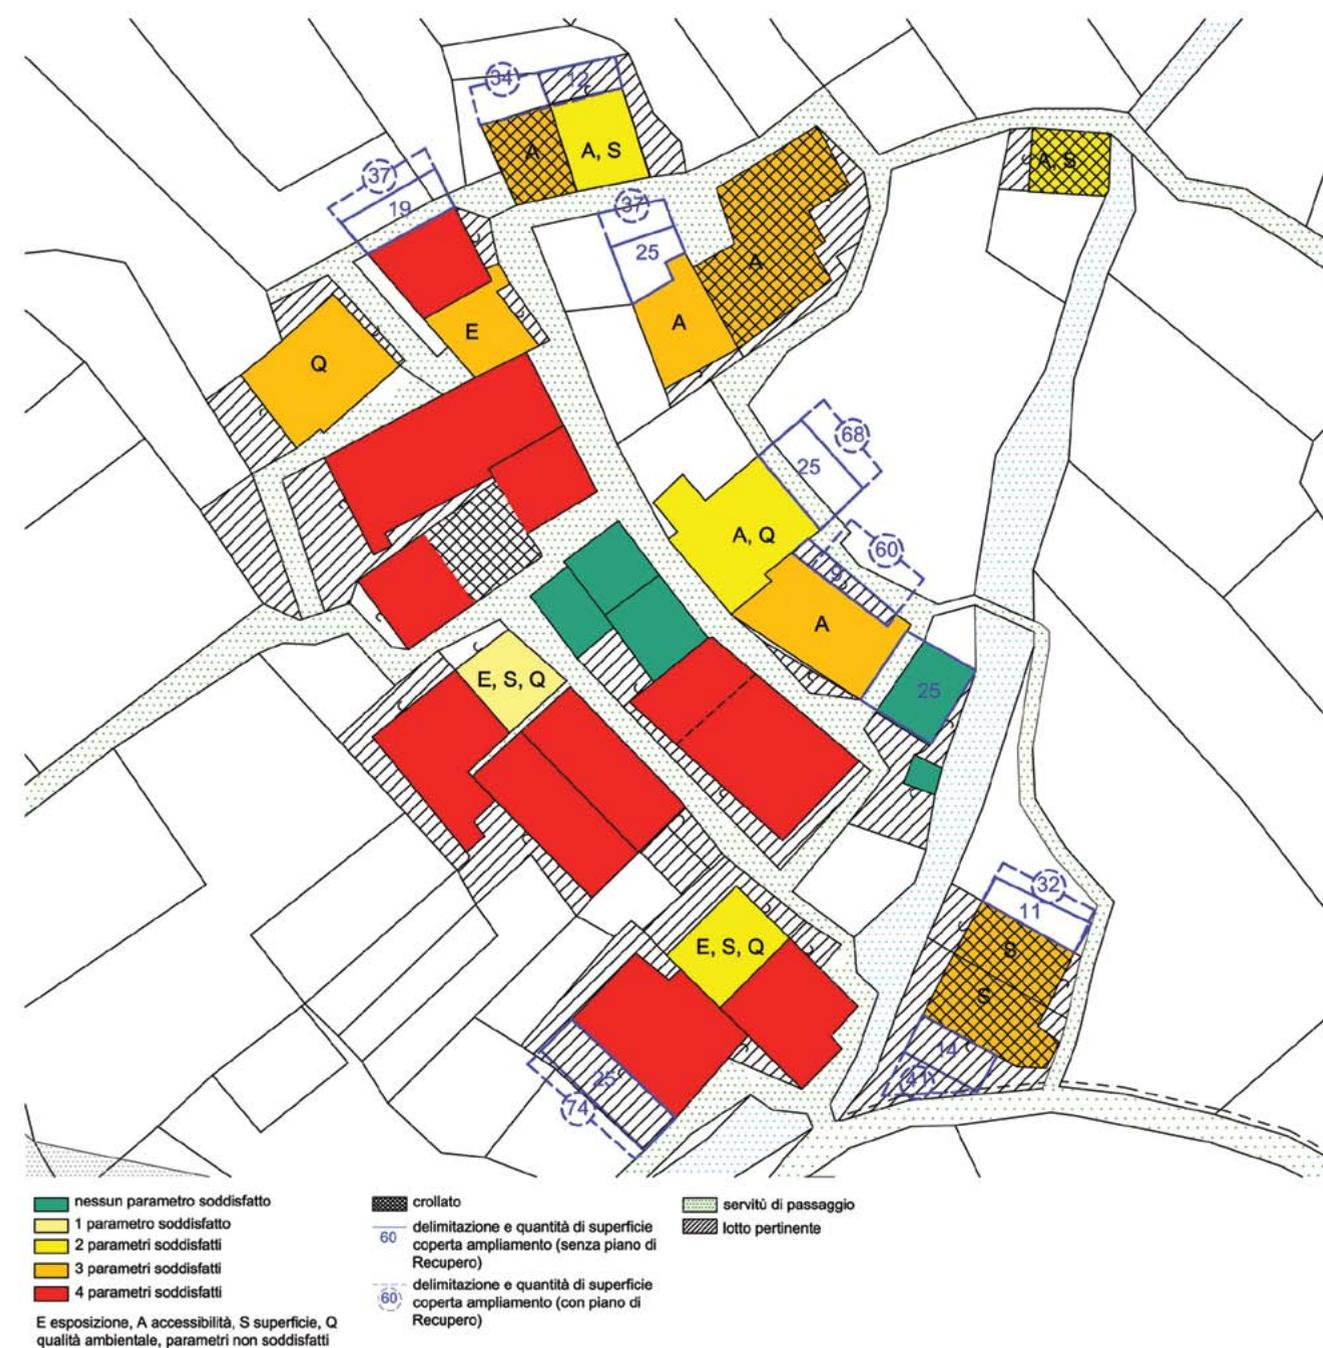 34
12
A
A, S
A, S
37
19
37
25
A
A
E
Q
68
25
A, Q
60
9
A
25
E, S, Q
32
11
S
S
E, S, Q
14
41
25
74
nessun parametro soddisfatto
1 parametro soddisfatto
2 parametri soddisfatti
3 parametri soddisfatti
4 parametri soddisfatti
E esposizione, A accessibilità, S superficie, Q
qualità ambientale, parametri non soddisfatti
crollato
60
delimitazione e quantità di superficie
coperta ampliamento (senza piano di
Recupero)
60
delimitazione e quantità di superficie
coperta ampliamento (con piano di
Recupero)
servitù di passaggio
lotto pertinente